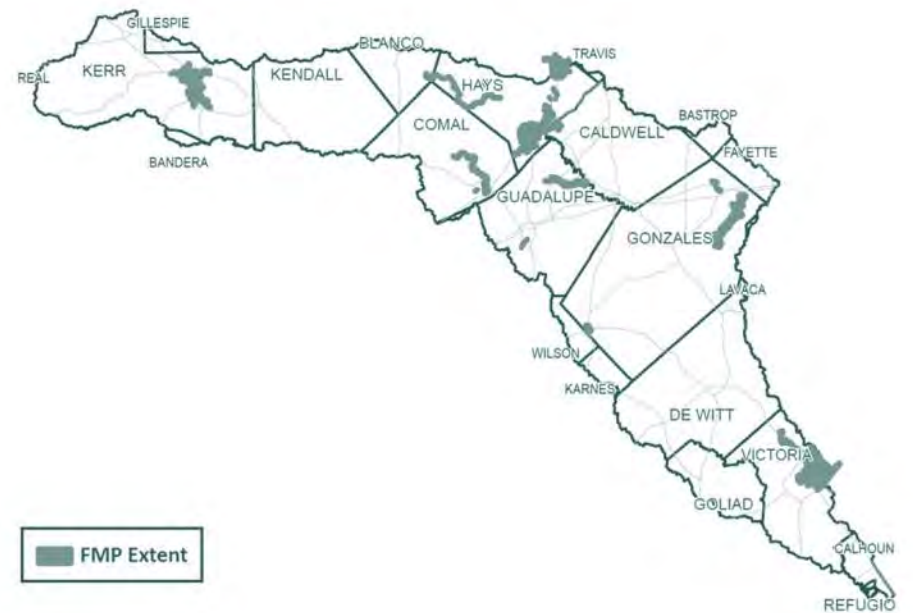 GILLESPIE
BLANCO
TRAVIS
REAL
KERR
KENDALL
HAYS
COMAL
BASTROP
CALDWELL
BANDERA
FAYETTE
GUADALUPE
GONZALES
LAVACA
WILSON
KARNES
DE WITT
VICTORIA
GOLIAD
CALHOUN
REFUGIO
FMP Extent